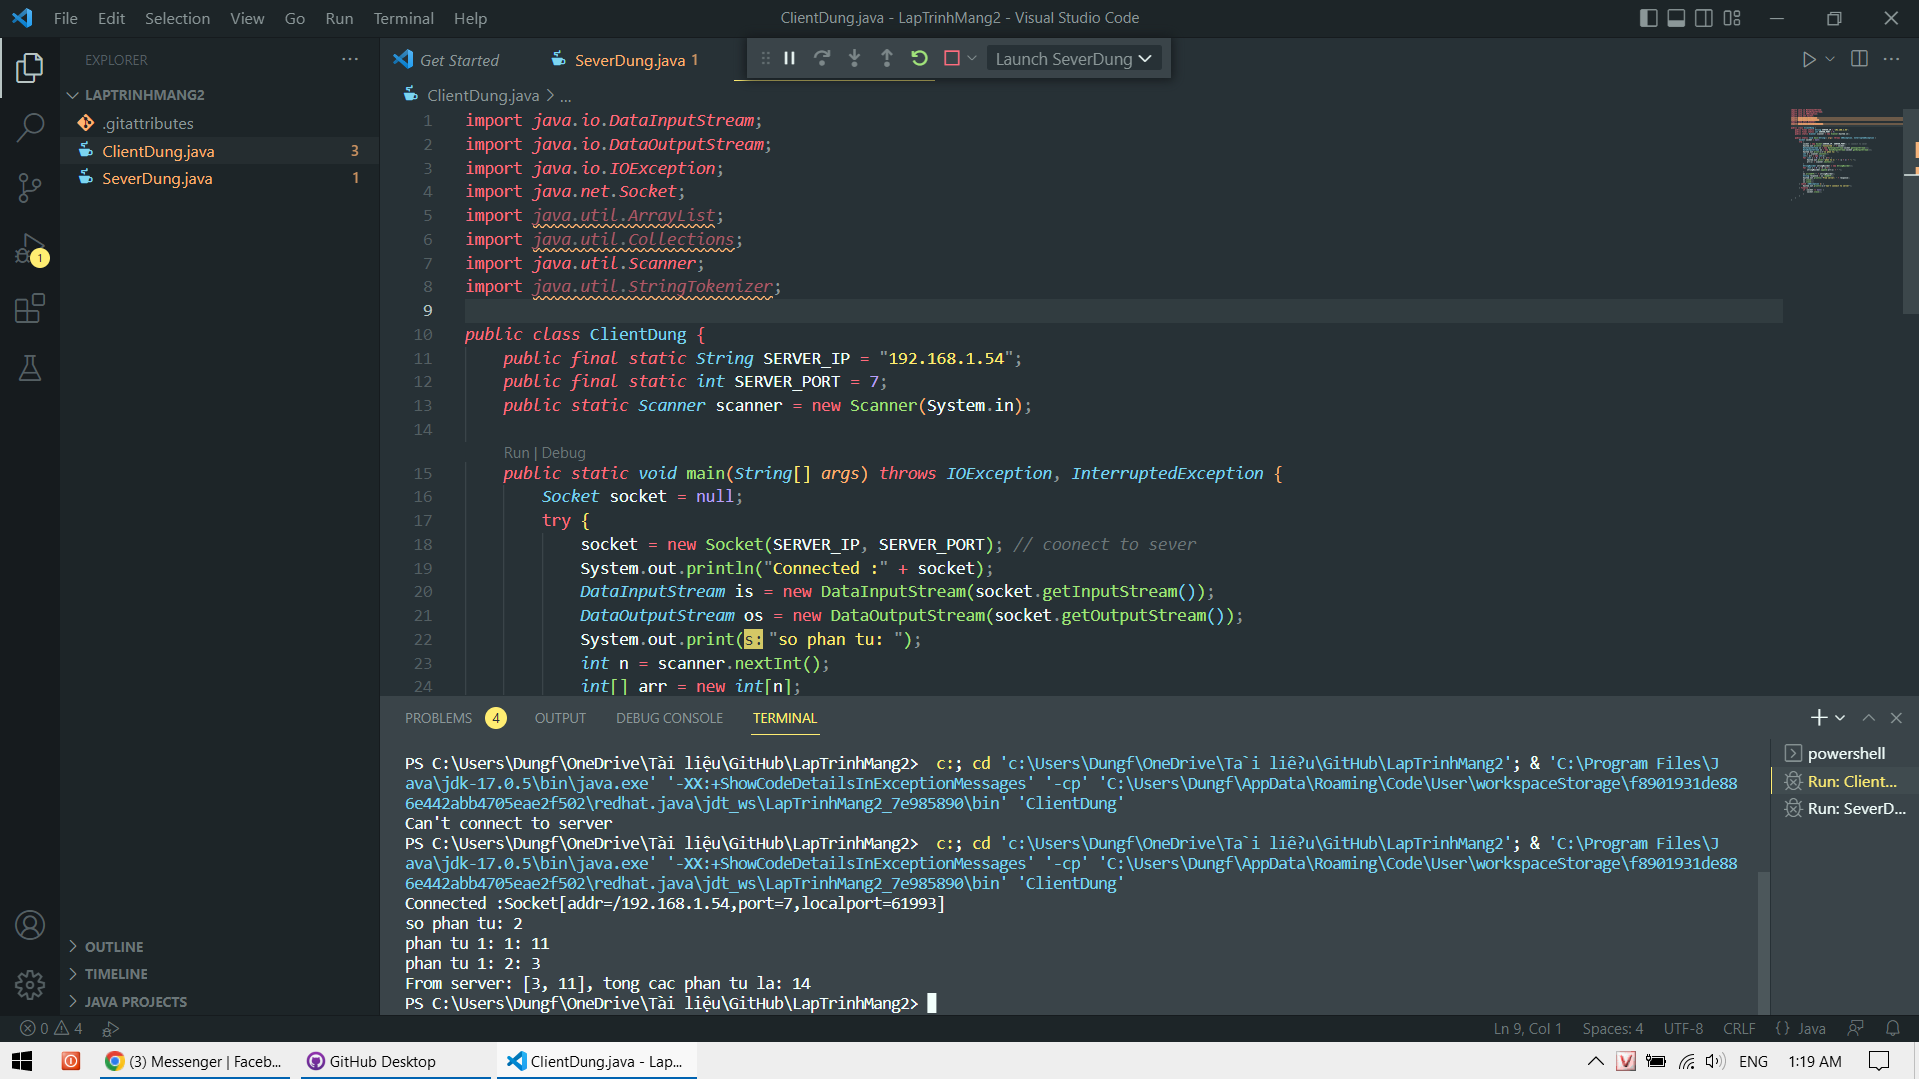 File Edit Selection View Go Run Terminal Help
ClientDung.java - LapTrinhMang2 - Visual Studio Code
EXPLORER
LAPTRINHMANG2
.gitattributes
ClientDung.java 3
SeverDung.java 1
1
OUTLINE
TIMELINE
JAVA PROJECTS
Get Started
SeverDung.java 1
Launch SeverDung
ClientDung.java > ...
1 import java.io.DataInputStream;
2 import java.io.DataOutputStream;
3 import java.io.IOException;
4 import java.net.Socket;
5 import java.util.ArrayList;
6 import java.util.Collections;
7 import java.util.Scanner;
8 import java.util.StringTokenizer;
9
10 public class ClientDung {
11 public final static String SERVER_IP = "192.168.1.54";
12 public final static int SERVER_PORT = 7;
13 public static Scanner scanner = new Scanner(System.in);
14
Run | Debug
15 public static void main(String[] args) throws IOException, InterruptedException {
16 Socket socket = null;
17 try {
18 socket = new Socket(SERVER_IP, SERVER_PORT); // coonect to sever
19 System.out.println("Connected :" + socket);
20 DataInputStream is = new DataInputStream(socket.getInputStream());
21 DataOutputStream os = new DataOutputStream(socket.getOutputStream());
22 System.out.print(s: "so phan tu: ");
23 int n = scanner.nextInt();
24 int[] arr = new int[n];
PROBLEMS 4 OUTPUT DEBUG CONSOLE TERMINAL
PS C:\Users\Dungf\OneDrive\Tài liệu\GitHub\LapTrinhMang2> c:; cd 'c:\Users\Dungf\OneDrive\Ta`i liê?u\GitHub\LapTrinhMang2'; & 'C:\Program Files\J
ava\jdk-17.0.5\bin\java.exe' '-XX:+ShowCodeDetailsInExceptionMessages' '-cp' 'C:\Users\Dungf\AppData\Roaming\Code\User\workspaceStorage\f8901931de88
6e442abb4705eae2f502\redhat.java\jdt_ws\LapTrinhMang2_7e985890\bin' 'ClientDung'
Can't connect to server
PS C:\Users\Dungf\OneDrive\Tài liệu\GitHub\LapTrinhMang2> c:; cd 'c:\Users\Dungf\OneDrive\Ta`i liê?u\GitHub\LapTrinhMang2'; & 'C:\Program Files\J
ava\jdk-17.0.5\bin\java.exe' '-XX:+ShowCodeDetailsInExceptionMessages' '-cp' 'C:\Users\Dungf\AppData\Roaming\Code\User\workspaceStorage\f8901931de88
6e442abb4705eae2f502\redhat.java\jdt_ws\LapTrinhMang2_7e985890\bin' 'ClientDung'
Connected :Socket[addr=/192.168.1.54,port=7,localport=61993]
so phan tu: 2
phan tu 1: 1: 11
phan tu 1: 2: 3
From server: [3, 11], tong cac phan tu la: 14
PS C:\Users\Dungf\OneDrive\Tài liệu\GitHub\LapTrinhMang2>
powershell
Run: Client...
Run: SeverD...
0 4
Ln 9, Col 1 Spaces: 4 UTF-8 CRLF {} Java
(3) Messenger | Faceb... GitHub Desktop ClientDung.java - Lap...
V ENG 1:19 AM